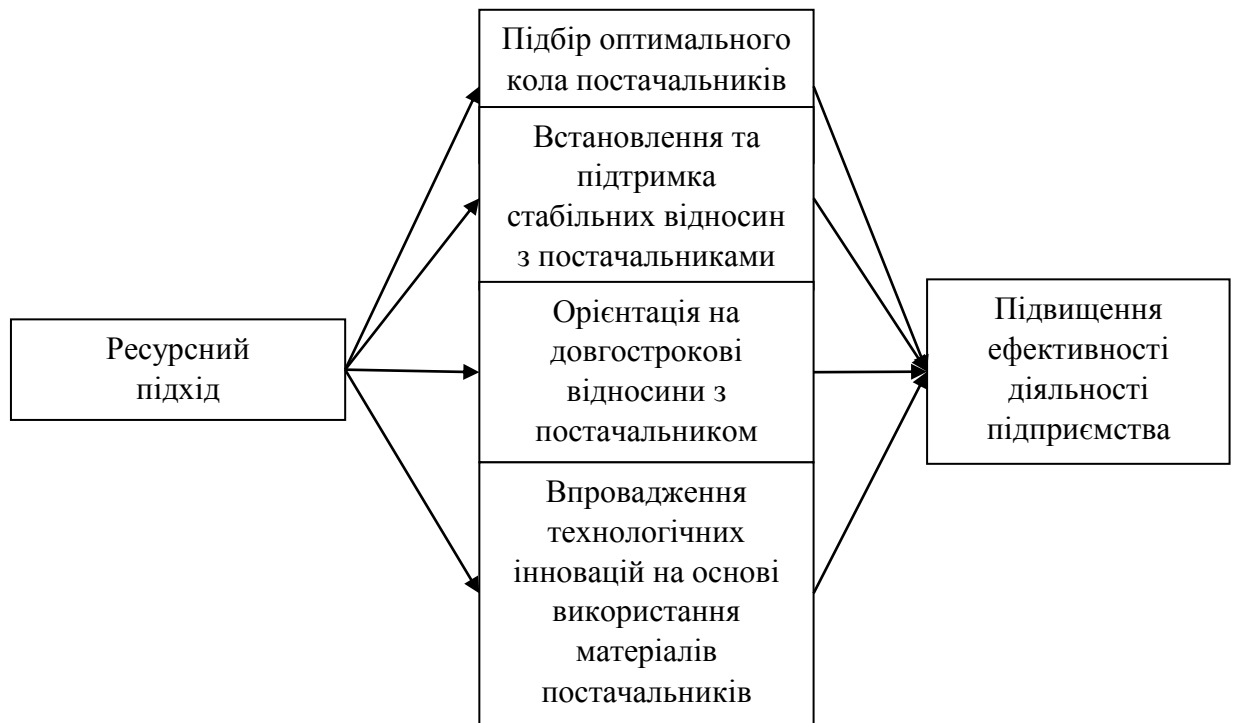 Ресурсний
підхід
Підбір оптимального
кола постачальників
Встановлення та
підтримка
стабільних відносин
з постачальниками
Орієнтація на
довгострокові
відносини з
постачальником
Впровадження
технологічних
інновацій на основі
використання
матеріалів
постачальників
Підвищення
ефективності
діяльності
підприємства